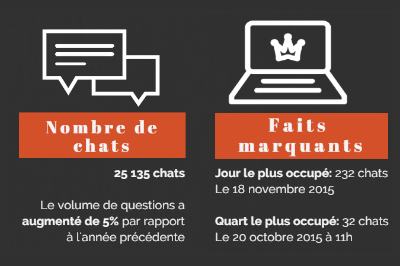 Nombre de
chats
25 135 chats
Le volume de questions a
augmenté de 5% par rapport
à l'année précédente
Faits
marquants
Jour le plus occupé: 232 chats
Le 18 novembre 2015
Quart le plus occupé: 32 chats
Le 20 octobre 2015 à 11h